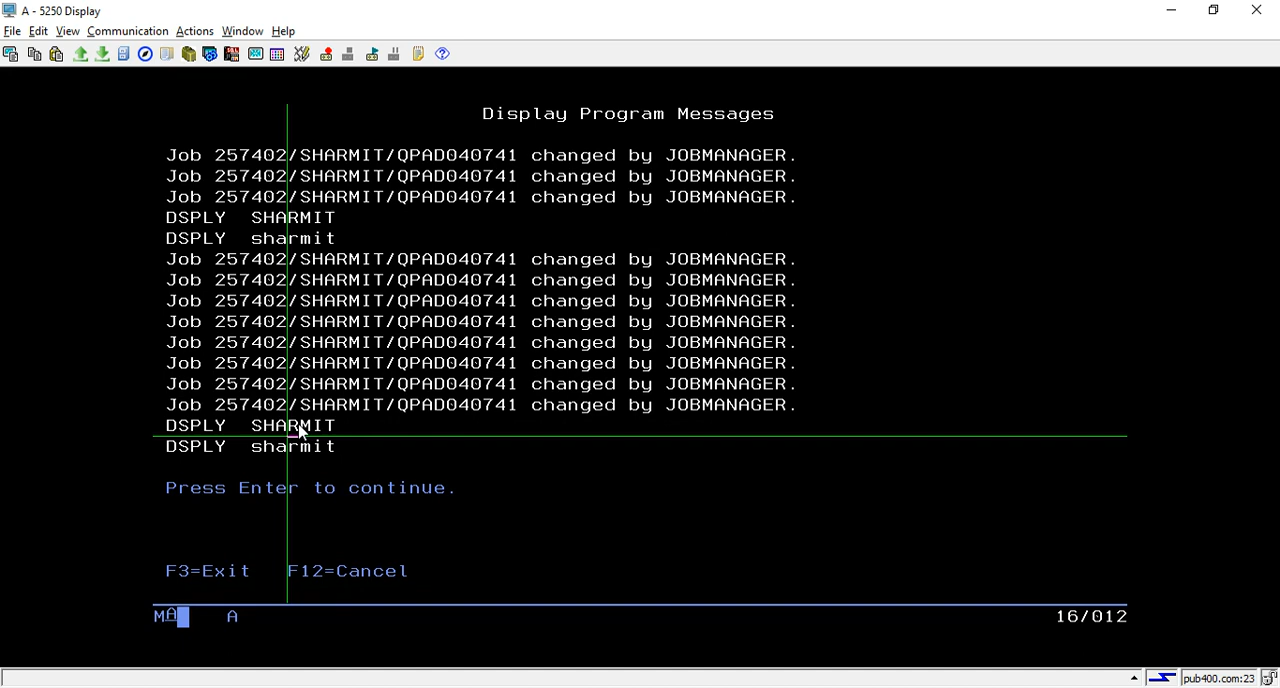 A - 5250 Display
File Edit View Communication Actions Window Help
Display Program Messages
Job 257402/SHARMIT/QPAD040741 changed by JOBMANAGER.
Job 257402/SHARMIT/QPAD040741 changed by JOBMANAGER.
Job 257402/SHARMIT/QPAD040741 changed by JOBMANAGER.
DSPLY SHARMIT
DSPLY sharmit
Job 257402/SHARMIT/QPAD040741 changed by JOBMANAGER.
Job 257402/SHARMIT/QPAD040741 changed by JOBMANAGER.
Job 257402/SHARMIT/QPAD040741 changed by JOBMANAGER.
Job 257402/SHARMIT/QPAD040741 changed by JOBMANAGER.
Job 257402/SHARMIT/QPAD040741 changed by JOBMANAGER.
Job 257402/SHARMIT/QPAD040741 changed by JOBMANAGER.
Job 257402/SHARMIT/QPAD040741 changed by JOBMANAGER.
Job 257402/SHARMIT/QPAD040741 changed by JOBMANAGER.
DSPLY SHARMIT
DSPLY sharmit
Press Enter to continue.
F3=Exit F12=Cancel
MA A 16/012
pub400.com:23